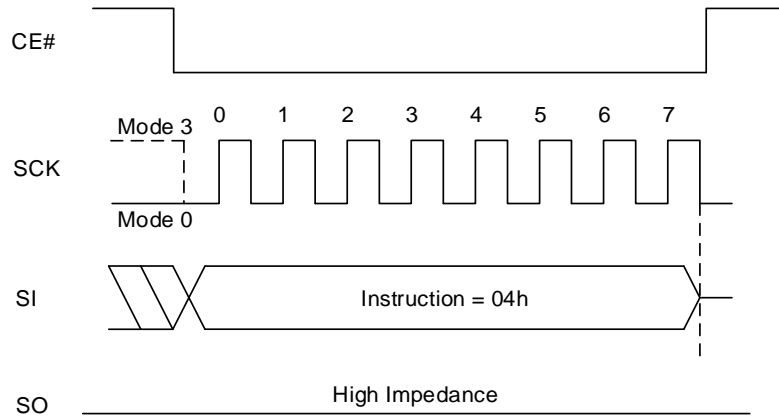 CE#
0 1 2 3 4 5 6 7
Mode 3
SCK
Mode 0
SI
Instruction = 04h
SO
High Impedance